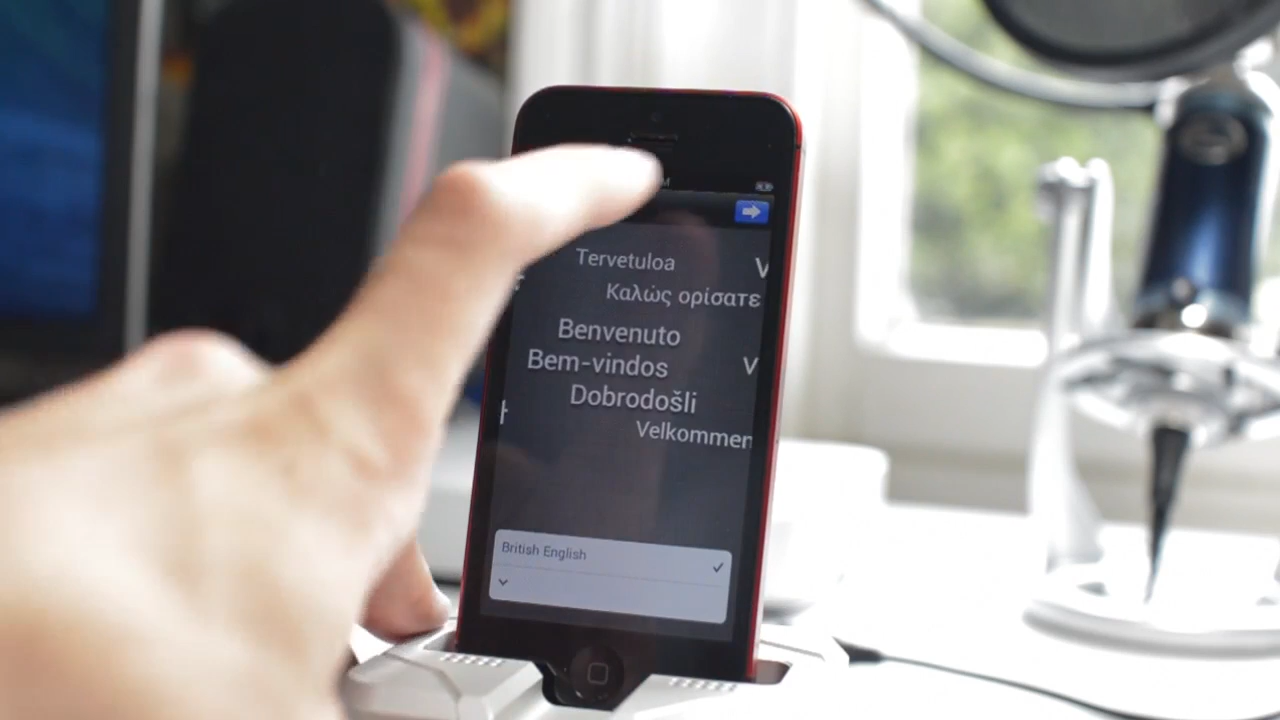 Tervetuloa
Καλώς ορίσατε
Benvenuto
Bem-vindos
Dobrodošli
Velkommen
British English